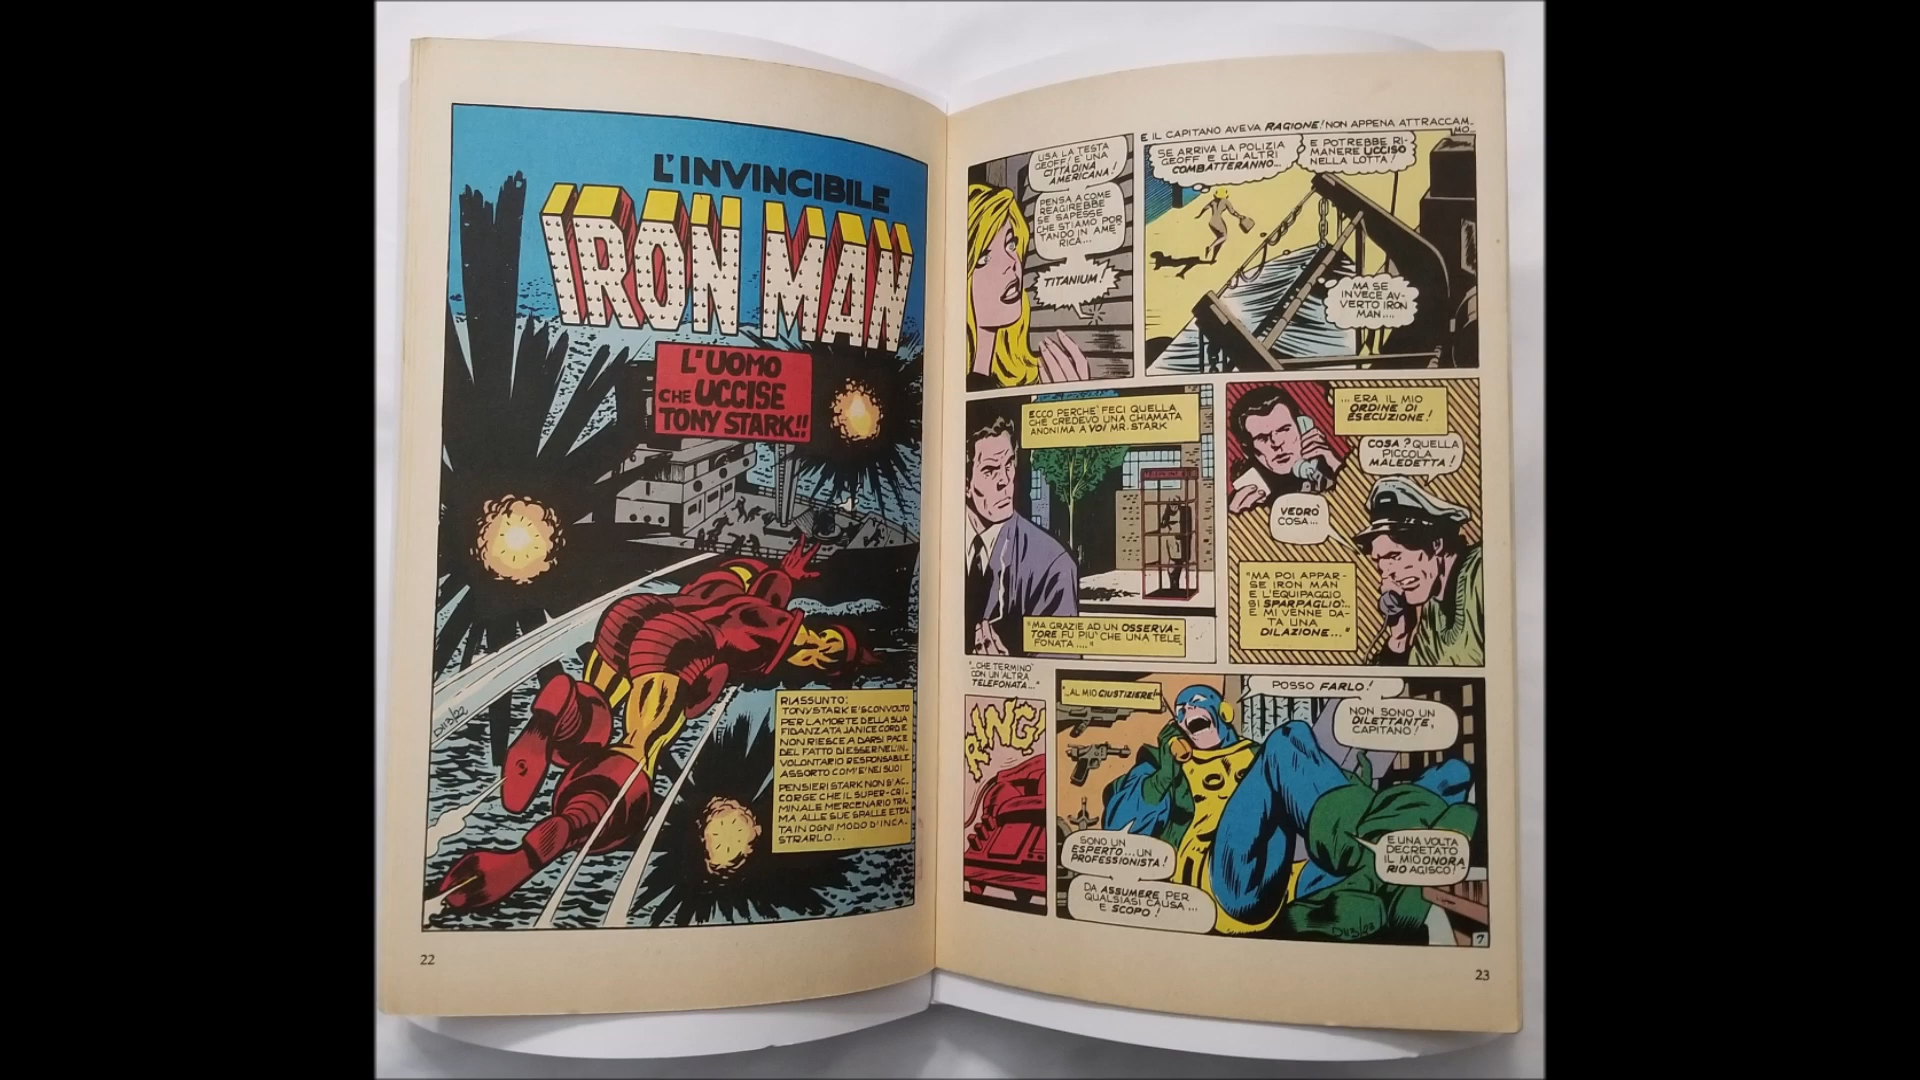 L'INVINCIBILE
IRON MAN
L'UOMO
CHE UCCISE
TONY STARK!!
RIASSUNTO:
TONY STARK E' SCONVOLTO
PER LA MORTE DELLA SUA
FIDANZATA JANICE CORD E
NON RIESCE A DARSI PACE
DEL FATTO DI ESSER NE L'IN-
VOLONTARIO RESPONSABILE.
ASSORTO COM'E' NEI SUOI
PENSIERI STARK NON S'AC-
CORGE CHE IL SUPER-CRI-
MINALE MERCENARIO TRA
MA ALLE SUE SPALLE E TEN
TA IN OGNI MODO D'INCA-
STRARLO...
D113/22
22
USA LA TESTA
GEOFF! E' UNA
CITTADINA
AMERICANA!
PENSA A COME
REAGIREBBE
SE SAPESSE
CHE STIAMO POR
TANDO IN AME
RICA...
TITANIUM!
E IL CAPITANO AVEVA RAGIONE! NON APPENA ATTRACCAM-
MO...
SE ARRIVA LA POLIZIA
GEOFF E GLI ALTRI
COMBATTERANNO...
E POTREBBE RI-
MANERE UCCISO
NELLA LOTTA!
MA SE
INVECE AV-
VERTO IRON
MAN....
ECCO PERCHE' FECI QUELLA
CHE CREDEVO UNA CHIAMATA
ANONIMA A VOI MR. STARK
"MA GRAZIE AD UN OSSERVA-
TORE FU PIU' CHE UNA TELE
FONATA...."
...ERA IL MIO
ORDINE DI
ESECUZIONE!
COSA? QUELLA
PICCOLA
MALEDETTA!
VEDRO'
COSA...
"MA POI APPAR-
SE IRON MAN
E L'EQUIPAGGIO
SI SPARPAGLIO'...
E MI VENNE DA-
TA UNA
DILAZIONE..."
"...CHE TERMINO'
CON UN'ALTRA
TELEFONATA..."
RING!
"...AL MIO GIUSTIZIERE!"
POSSO FARLO!
NON SONO UN
DILETTANTE,
CAPITANO!
SONO UN
ESPERTO...UN
PROFESSIONISTA!
DA ASSUMERE PER
QUALSIASI CAUSA...
E SCOPO!
E UNA VOLTA
DECRETATO
IL MIO ONORA
RIO AGISCO!
D113/23
7
23